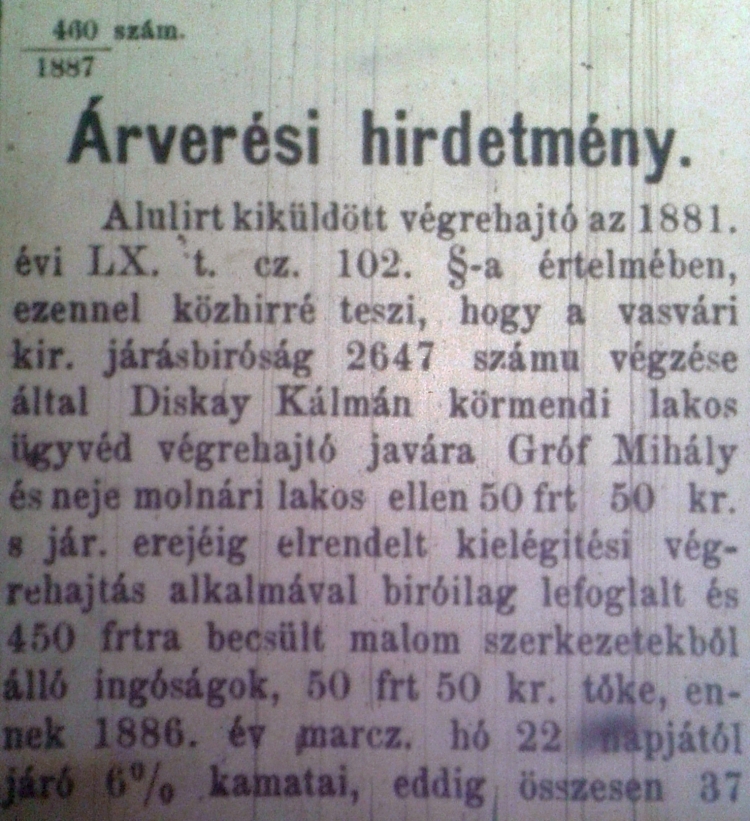 460 szám.
1887
Árverési hirdetmény.
Alulirt kiküldött végrehajtó az 1881.
évi LX. t. cz. 102. §-a értelmében,
ezennel közhirré teszi, hogy a vasvári
kir. járásbiróság 2647 számu végzése
által Diskay Kálmán körmendi lakos
ügyvéd végrehajtó javára Gróf Mihály
és neje molnári lakos ellen 50 frt 50 kr.
s jár. erejéig elrendelt kielégitési vég-
rehajtás alkalmával biróilag lefoglalt és
450 frtra becsült malom szerkezetekből
álló ingóságok, 50 frt 50 kr. tőke, en-
nek 1886. év marcz. hó 22 napjától
járó 6% kamatai, eddig összesen 37